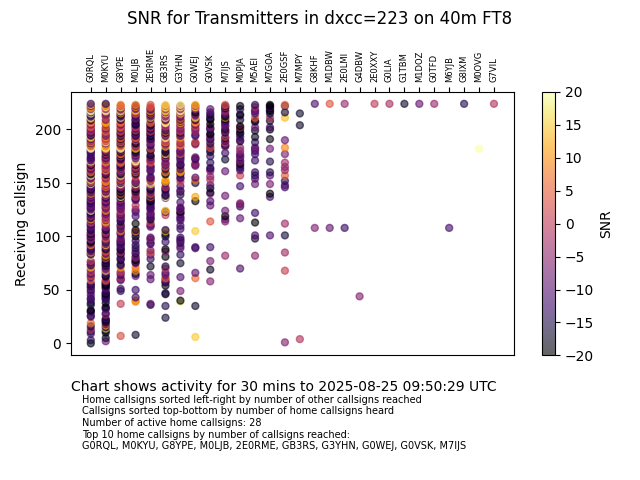 SNR for Transmitters in dxcc=223 on 40m FT8
G0RQL M0KYU G8YPE M0LJB 2E0RME GB3RS G3YHN G0WEJ G0VSK M7IJS M0PJA M5AEI M7GOA 2E0GSF M7MPY G8KHF M1DBW 2E0LMI G4DBW 2E0XXY G0LIA G1TBM M1DOZ G0TFD M6YJB G8IXM M0OVG G7VIL
Receiving callsign
200
150
100
50
0
20
15
10
5
0
−5
−10
−15
−20
SNR
Chart shows activity for 30 mins to 2025-08-25 09:50:29 UTC
Home callsigns sorted left-right by number of other callsigns reached
Callsigns sorted top-bottom by number of home callsigns heard
Number of active home callsigns: 28
Top 10 home callsigns by number of callsigns reached:
G0RQL, M0KYU, G8YPE, M0LJB, 2E0RME, GB3RS, G3YHN, G0WEJ, G0VSK, M7IJS